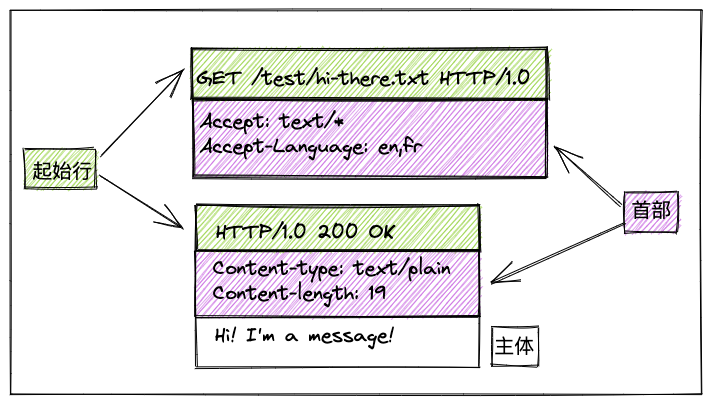 GET /test/hi-there.txt HTTP/1.0
Accept: text/*
Accept-Language: en,fr
起始行
首部
HTTP/1.0 200 OK
Content-type: text/plain
Content-length: 19
Hi! I'm a message!
主体